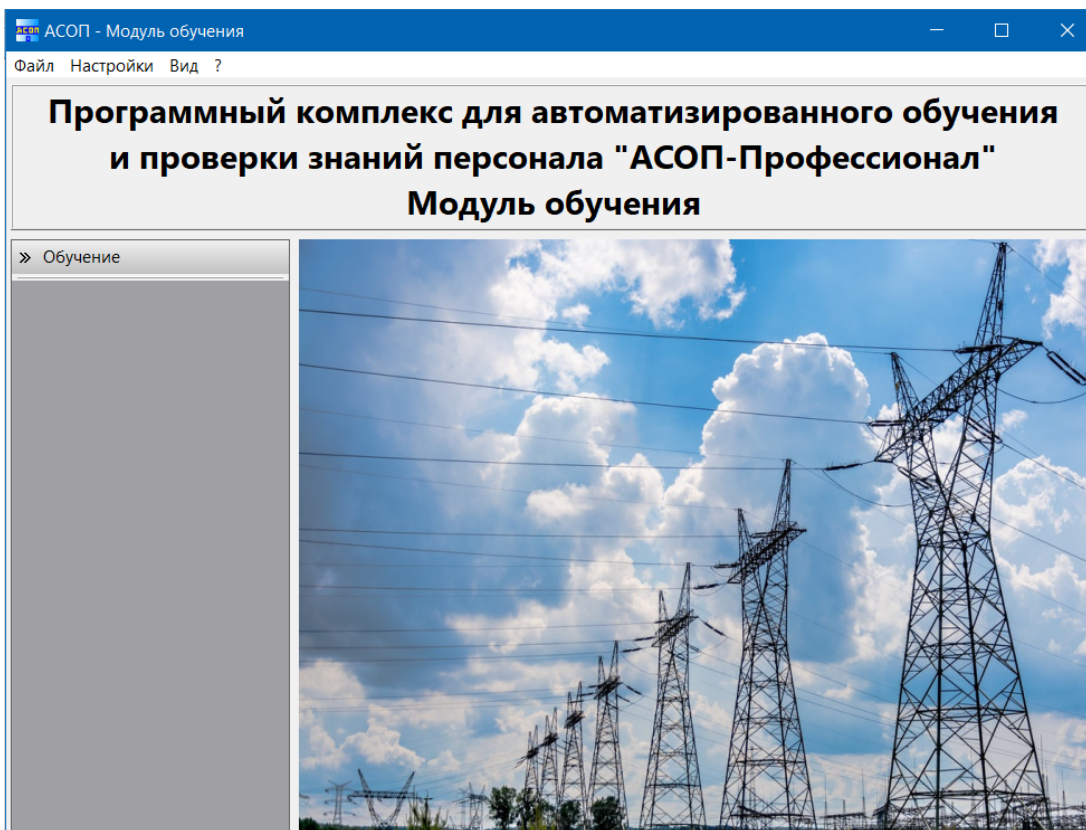 АСОП
АСОП - Модуль обучения
Файл Настройки Вид ?
Программный комплекс для автоматизированного обучения
и проверки знаний персонала "АСОП-Профессионал"
Модуль обучения
» Обучение